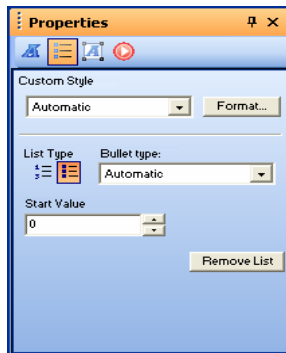 Properties
Custom Style
Automatic Format...
List Type Bullet type:
Automatic
Start Value
0
Remove List